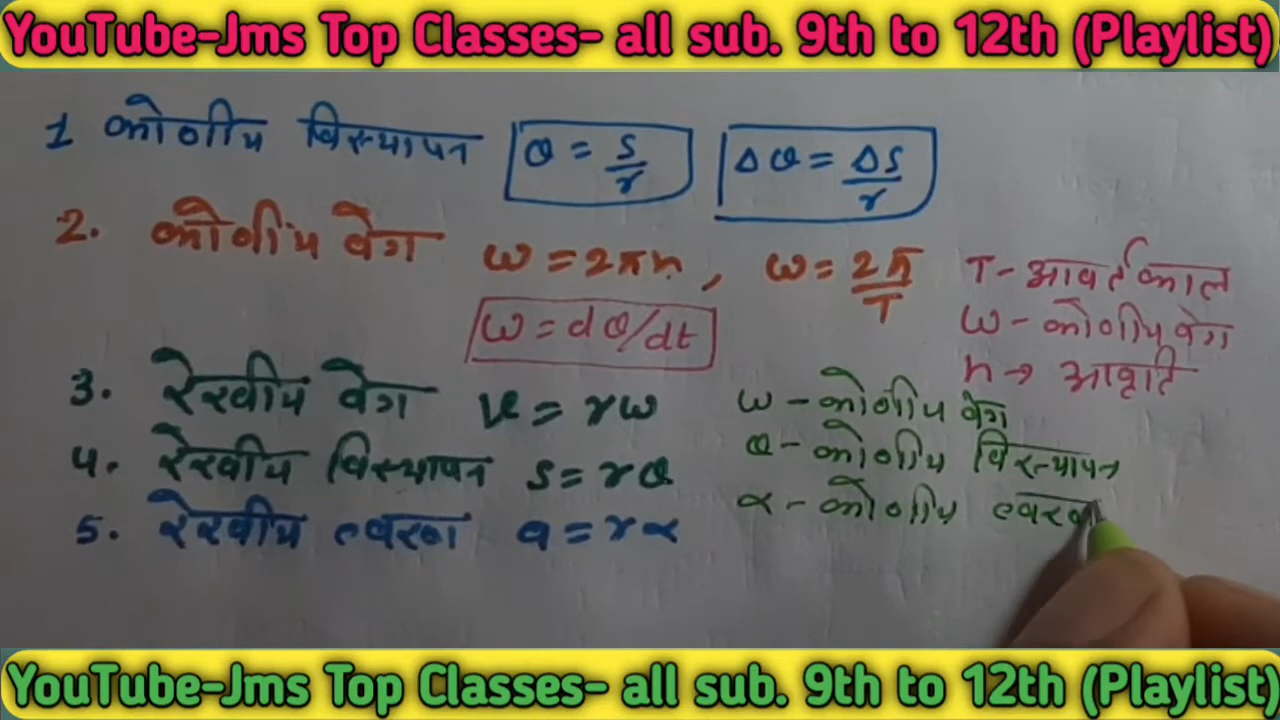 YouTube-Jms Top Classes- all sub. 9th to 12th (Playlist)
1 कोणीय विस्थापन θ = s/r Δθ = Δs/r
2. कोणीय वेग ω = 2πn , ω = 2π/T
T - आवर्तकाल
ω = dθ/dt
ω - कोणीय वेग
n → आवृति
3. रेखीय वेग v = rω
ω - कोणीय वेग
4. रेखीय विस्थापन s = rθ
θ - कोणीय विस्थापन
5. रेखीय त्वरण a = rα
α - कोणीय त्वरण
YouTube-Jms Top Classes- all sub. 9th to 12th (Playlist)